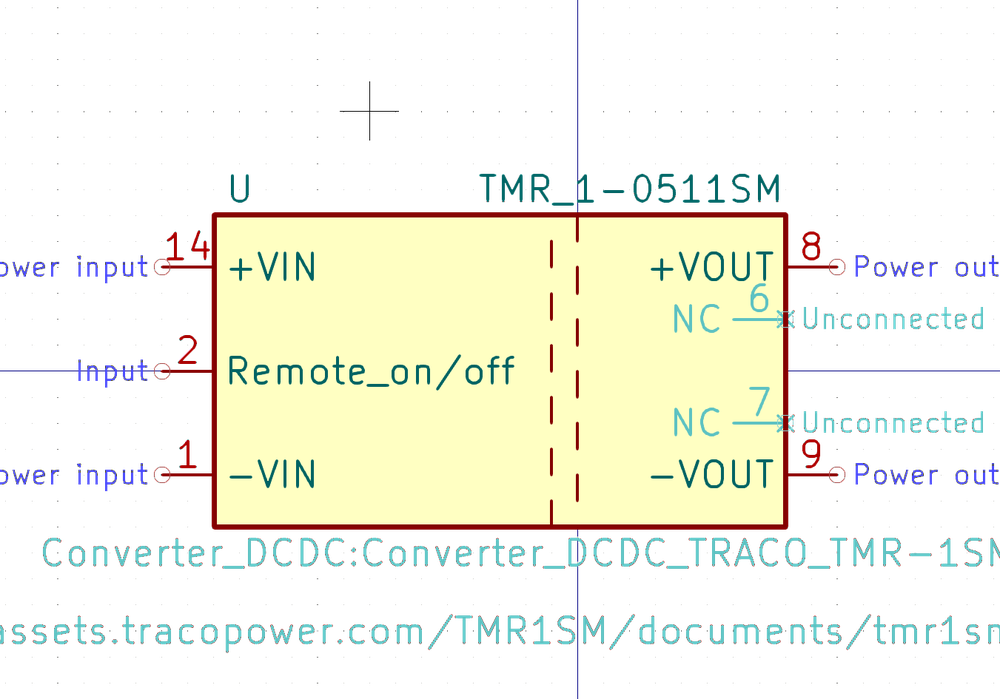 U TMR_1-0511SM
14 8
ower input +VIN +VOUT Power out
6
NC Unconnected
2
Input Remote_on/off
7
NC Unconnected
1 9
ower input -VIN -VOUT Power out
Converter_DCDC:Converter_DCDC_TRACO_TMR-1SM
assets.tracopower.com/TMR1SM/documents/tmr1sm